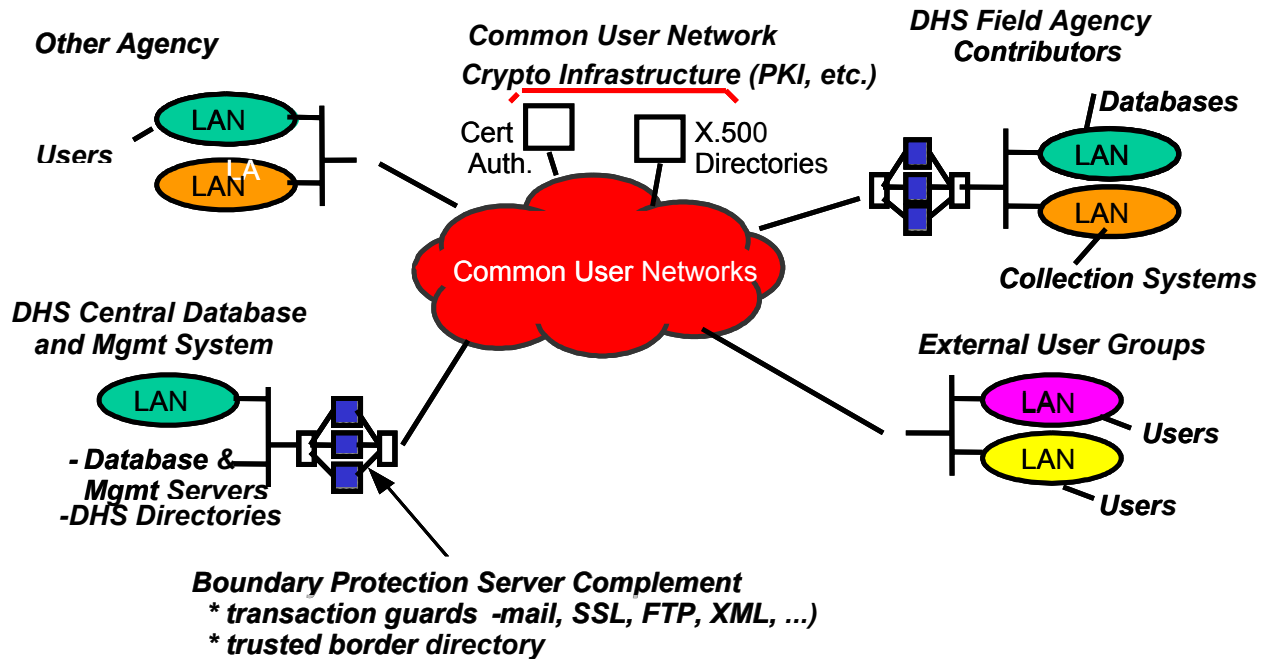 Other Agency
Common User Network
Crypto Infrastructure (PKI, etc.)
DHS Field Agency
Contributors
LAN
Users
LAN
LA
Cert
Auth.
X.500
Directories
Databases
LAN
LAN
Collection Systems
Common User Networks
DHS Central Database
and Mgmt System
LAN
- Database &
Mgmt Servers
-DHS Directories
External User Groups
LAN
Users
LAN
Users
Boundary Protection Server Complement
* transaction guards -mail, SSL, FTP, XML, ...)
* trusted border directory